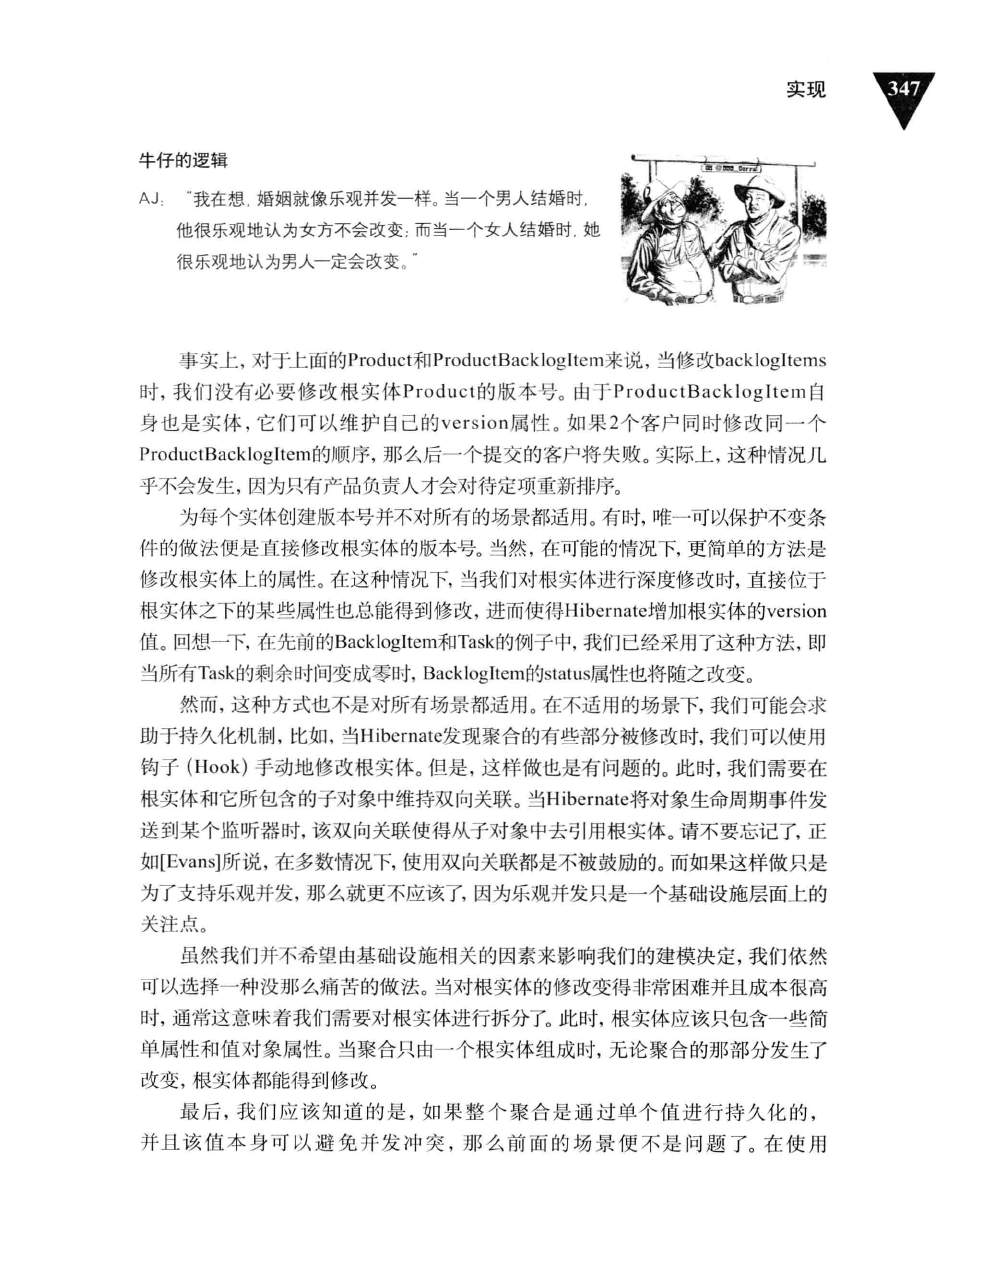 实现
347
牛仔的逻辑
AJ： “我在想，婚姻就像乐观并发一样。当一个男人结婚时，
他很乐观地认为女方不会改变；而当一个女人结婚时，她
很乐观地认为男人一定会改变。”
事实上，对于上面的Product和ProductBacklogItem来说，当修改backlogItems
时，我们没有必要修改根实体Product的版本号。由于ProductBacklogItem自
身也是实体，它们可以维护自己的version属性。如果2个客户同时修改同一个
ProductBacklogItem的顺序，那么后一个提交的客户将失败。实际上，这种情况几
乎不会发生，因为只有产品负责人才会对待定项重新排序。
为每个实体创建版本号并不对所有的场景都适用。有时，唯一可以保护不变条
件的做法便是直接修改根实体的版本号。当然，在可能的情况下，更简单的方法是
修改根实体上的属性。在这种情况下，当我们对根实体进行深度修改时，直接位于
根实体之下的某些属性也总能得到修改，进而使得Hibernate增加根实体的version
值。回想一下，在先前的BacklogItem和Task的例子中，我们已经采用了这种方法，即
当所有Task的剩余时间变成零时，BacklogItem的status属性也将随之改变。
然而，这种方式也不是对所有场景都适用。在不适用的场景下，我们可能会求
助于持久化机制，比如，当Hibernate发现聚合的有些部分被修改时，我们可以使用
钩子（Hook）手动地修改根实体。但是，这样做也是有问题的。此时，我们需要在
根实体和它所包含的子对象中维持双向关联。当Hibernate将对象生命周期事件发
送到某个监听器时，该双向关联使得从子对象中去引用根实体。请不要忘记了，正
如[Evans]所说，在多数情况下，使用双向关联都是不被鼓励的。而如果这样做只是
为了支持乐观并发，那么就更不应该了，因为乐观并发只是一个基础设施层面上的
关注点。
虽然我们并不希望由基础设施相关的因素来影响我们的建模决定，我们依然
可以选择一种没那么痛苦的做法。当对根实体的修改变得非常困难并且成本很高
时，通常这意味着我们需要对根实体进行拆分了。此时，根实体应该只包含一些简
单属性和值对象属性。当聚合只由一个根实体组成时，无论聚合的那部分发生了
改变，根实体都能得到修改。
最后，我们应该知道的是，如果整个聚合是通过单个值进行持久化的，
并且该值本身可以避免并发冲突，那么前面的场景便不是问题了。在使用